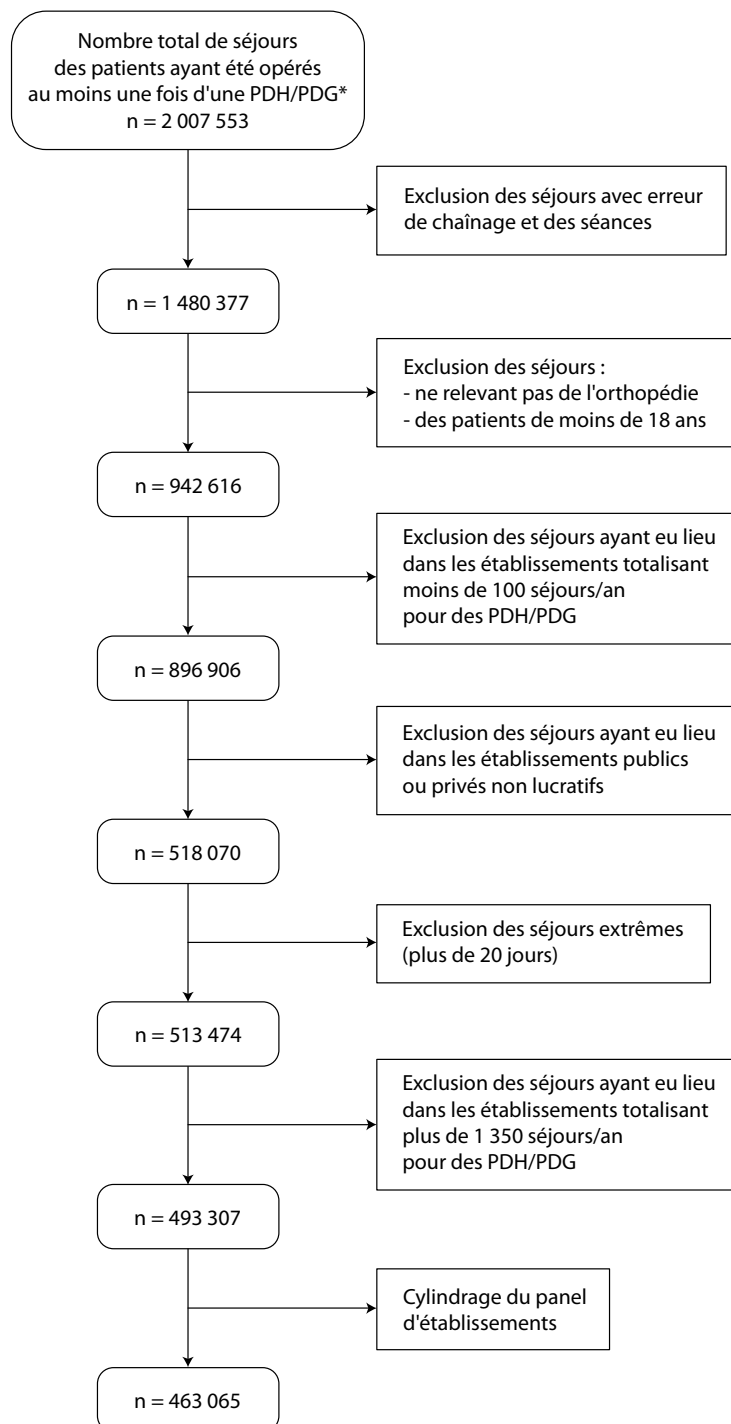 Nombre total de séjours
des patients ayant été opérés
au moins une fois d'une PDH/PDG*
n = 2 007 553
Exclusion des séjours avec erreur
de chaînage et des séances
n = 1 480 377
Exclusion des séjours :
- ne relevant pas de l'orthopédie
- des patients de moins de 18 ans
n = 942 616
Exclusion des séjours ayant eu lieu
dans les établissements totalisant
moins de 100 séjours/an
pour des PDH/PDG
n = 896 906
Exclusion des séjours ayant eu lieu
dans les établissements publics
ou privés non lucratifs
n = 518 070
Exclusion des séjours extrêmes
(plus de 20 jours)
n = 513 474
Exclusion des séjours ayant eu lieu
dans les établissements totalisant
plus de 1 350 séjours/an
pour des PDH/PDG
n = 493 307
Cylindrage du panel
d'établissements
n = 463 065